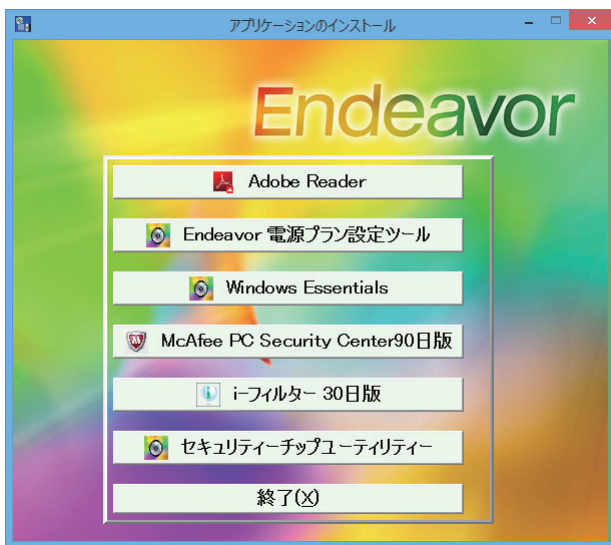 アプリケーションのインストール
Endeavor
Adobe Reader
Endeavor 電源プラン設定ツール
Windows Essentials
McAfee PC Security Center90日版
i-フィルター 30日版
セキュリティーチップユーティリティー
終了(X)